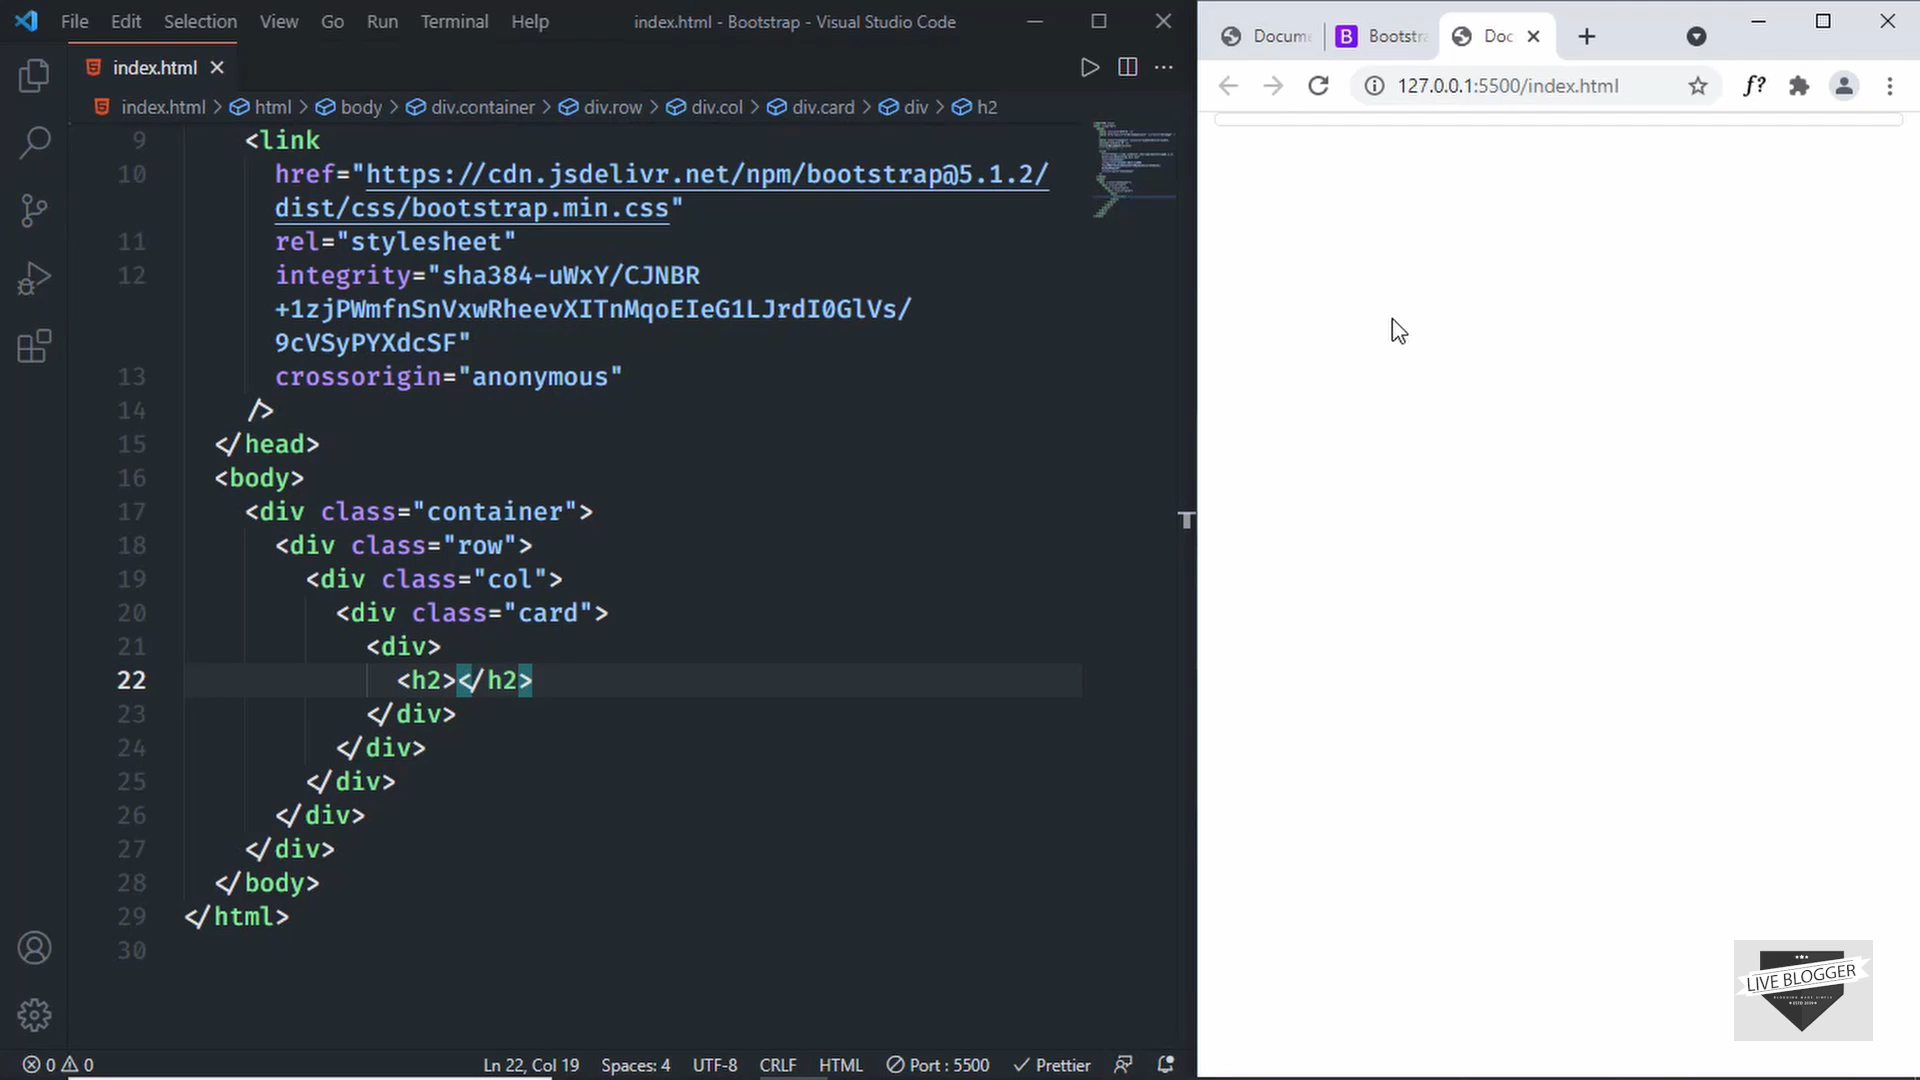 File Edit Selection View Go Run Terminal Help index.html - Bootstrap - Visual Studio Code
index.html
index.html > html > body > div.container > div.row > div.col > div.card > div > h2
9 <link
10 href="https://cdn.jsdelivr.net/npm/bootstrap@5.1.2/
dist/css/bootstrap.min.css"
11 rel="stylesheet"
12 integrity="sha384-uWxY/CJNBR
+1zjPWmfnSnVxwRheevXITnMqoEIeG1LJrdI0GlVs/
9cVSyPYXdcSF"
13 crossorigin="anonymous"
14 />
15 </head>
16 <body>
17 <div class="container">
18 <div class="row">
19 <div class="col">
20 <div class="card">
21 <div>
22 <h2></h2>
23 </div>
24 </div>
25 </div>
26 </div>
27 </div>
28 </body>
29 </html>
30
0 0 Ln 22, Col 19 Spaces: 4 UTF-8 CRLF HTML Port : 5500 Prettier
Docume Bootstra Doc
127.0.0.1:5500/index.html f?
LIVE BLOGGER